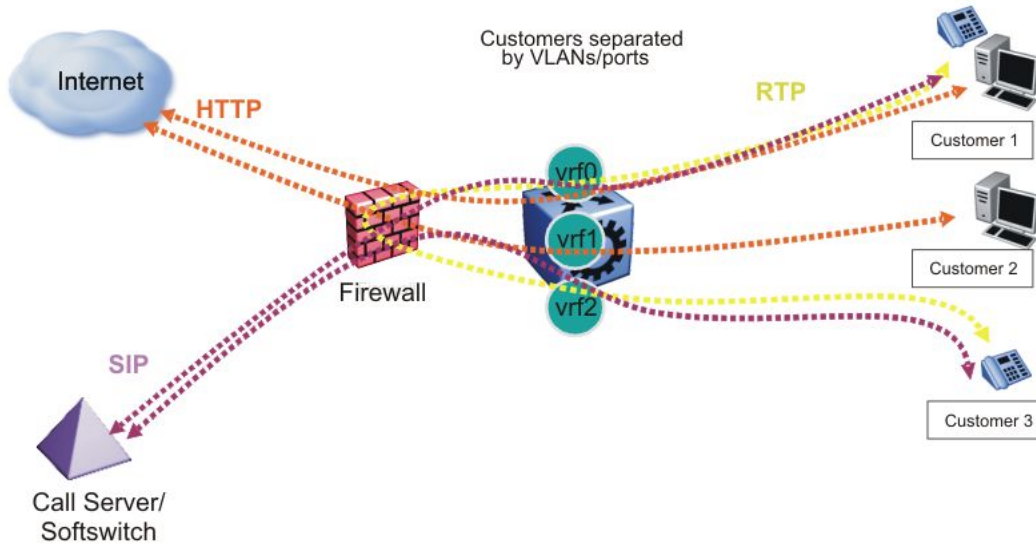 Customers separated
by VLANs/ports
Internet
HTTP
RTP
Customer 1
vrf0
vrf1
Customer 2
Firewall
vrf2
SIP
Customer 3
Call Server/
Softswitch